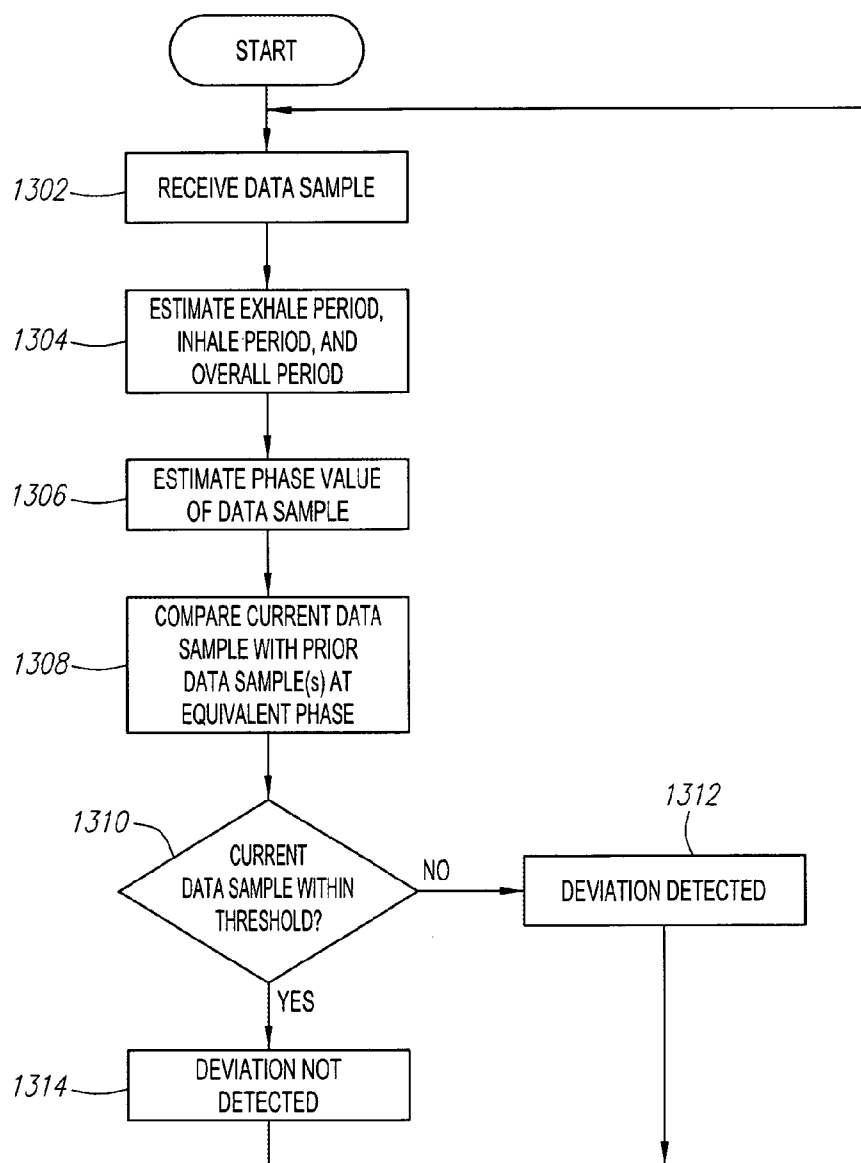 START
1302
RECEIVE DATA SAMPLE
1304
ESTIMATE EXHALE PERIOD,
INHALE PERIOD, AND
OVERALL PERIOD
1306
ESTIMATE PHASE VALUE
OF DATA SAMPLE
1308
COMPARE CURRENT DATA
SAMPLE WITH PRIOR
DATA SAMPLE(s) AT
EQUIVALENT PHASE
1310
CURRENT
DATA SAMPLE WITHIN
THRESHOLD?
NO
1312
DEVIATION DETECTED
YES
1314
DEVIATION NOT
DETECTED